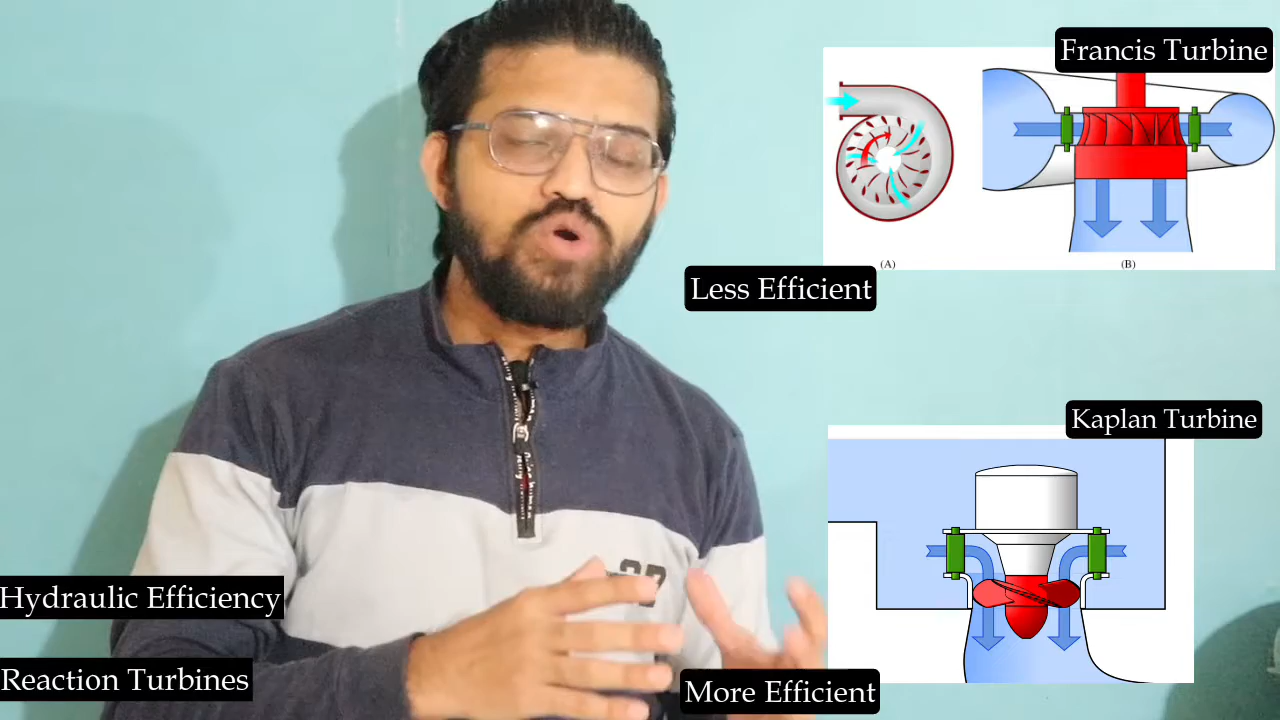 Francis Turbine
(A)
(B)
Less Efficient
Kaplan Turbine
Hydraulic Efficiency
Reaction Turbines
More Efficient